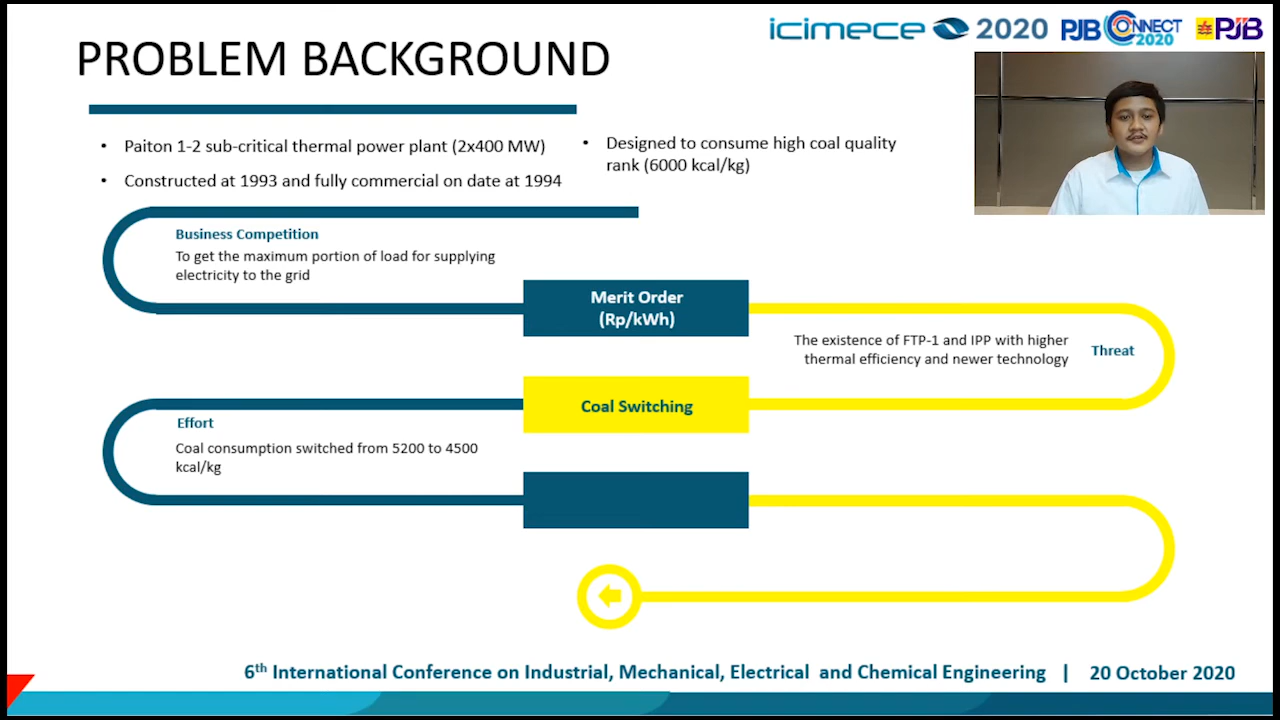 icimece 2020 PJB CONNECT 2020 PJB
PROBLEM BACKGROUND
• Paiton 1-2 sub-critical thermal power plant (2x400 MW)
• Constructed at 1993 and fully commercial on date at 1994
• Designed to consume high coal quality
rank (6000 kcal/kg)
Business Competition
To get the maximum portion of load for supplying
electricity to the grid
Merit Order
(Rp/kWh)
The existence of FTP-1 and IPP with higher
thermal efficiency and newer technology
Threat
Coal Switching
Effort
Coal consumption switched from 5200 to 4500
kcal/kg
6th International Conference on Industrial, Mechanical, Electrical and Chemical Engineering | 20 October 2020